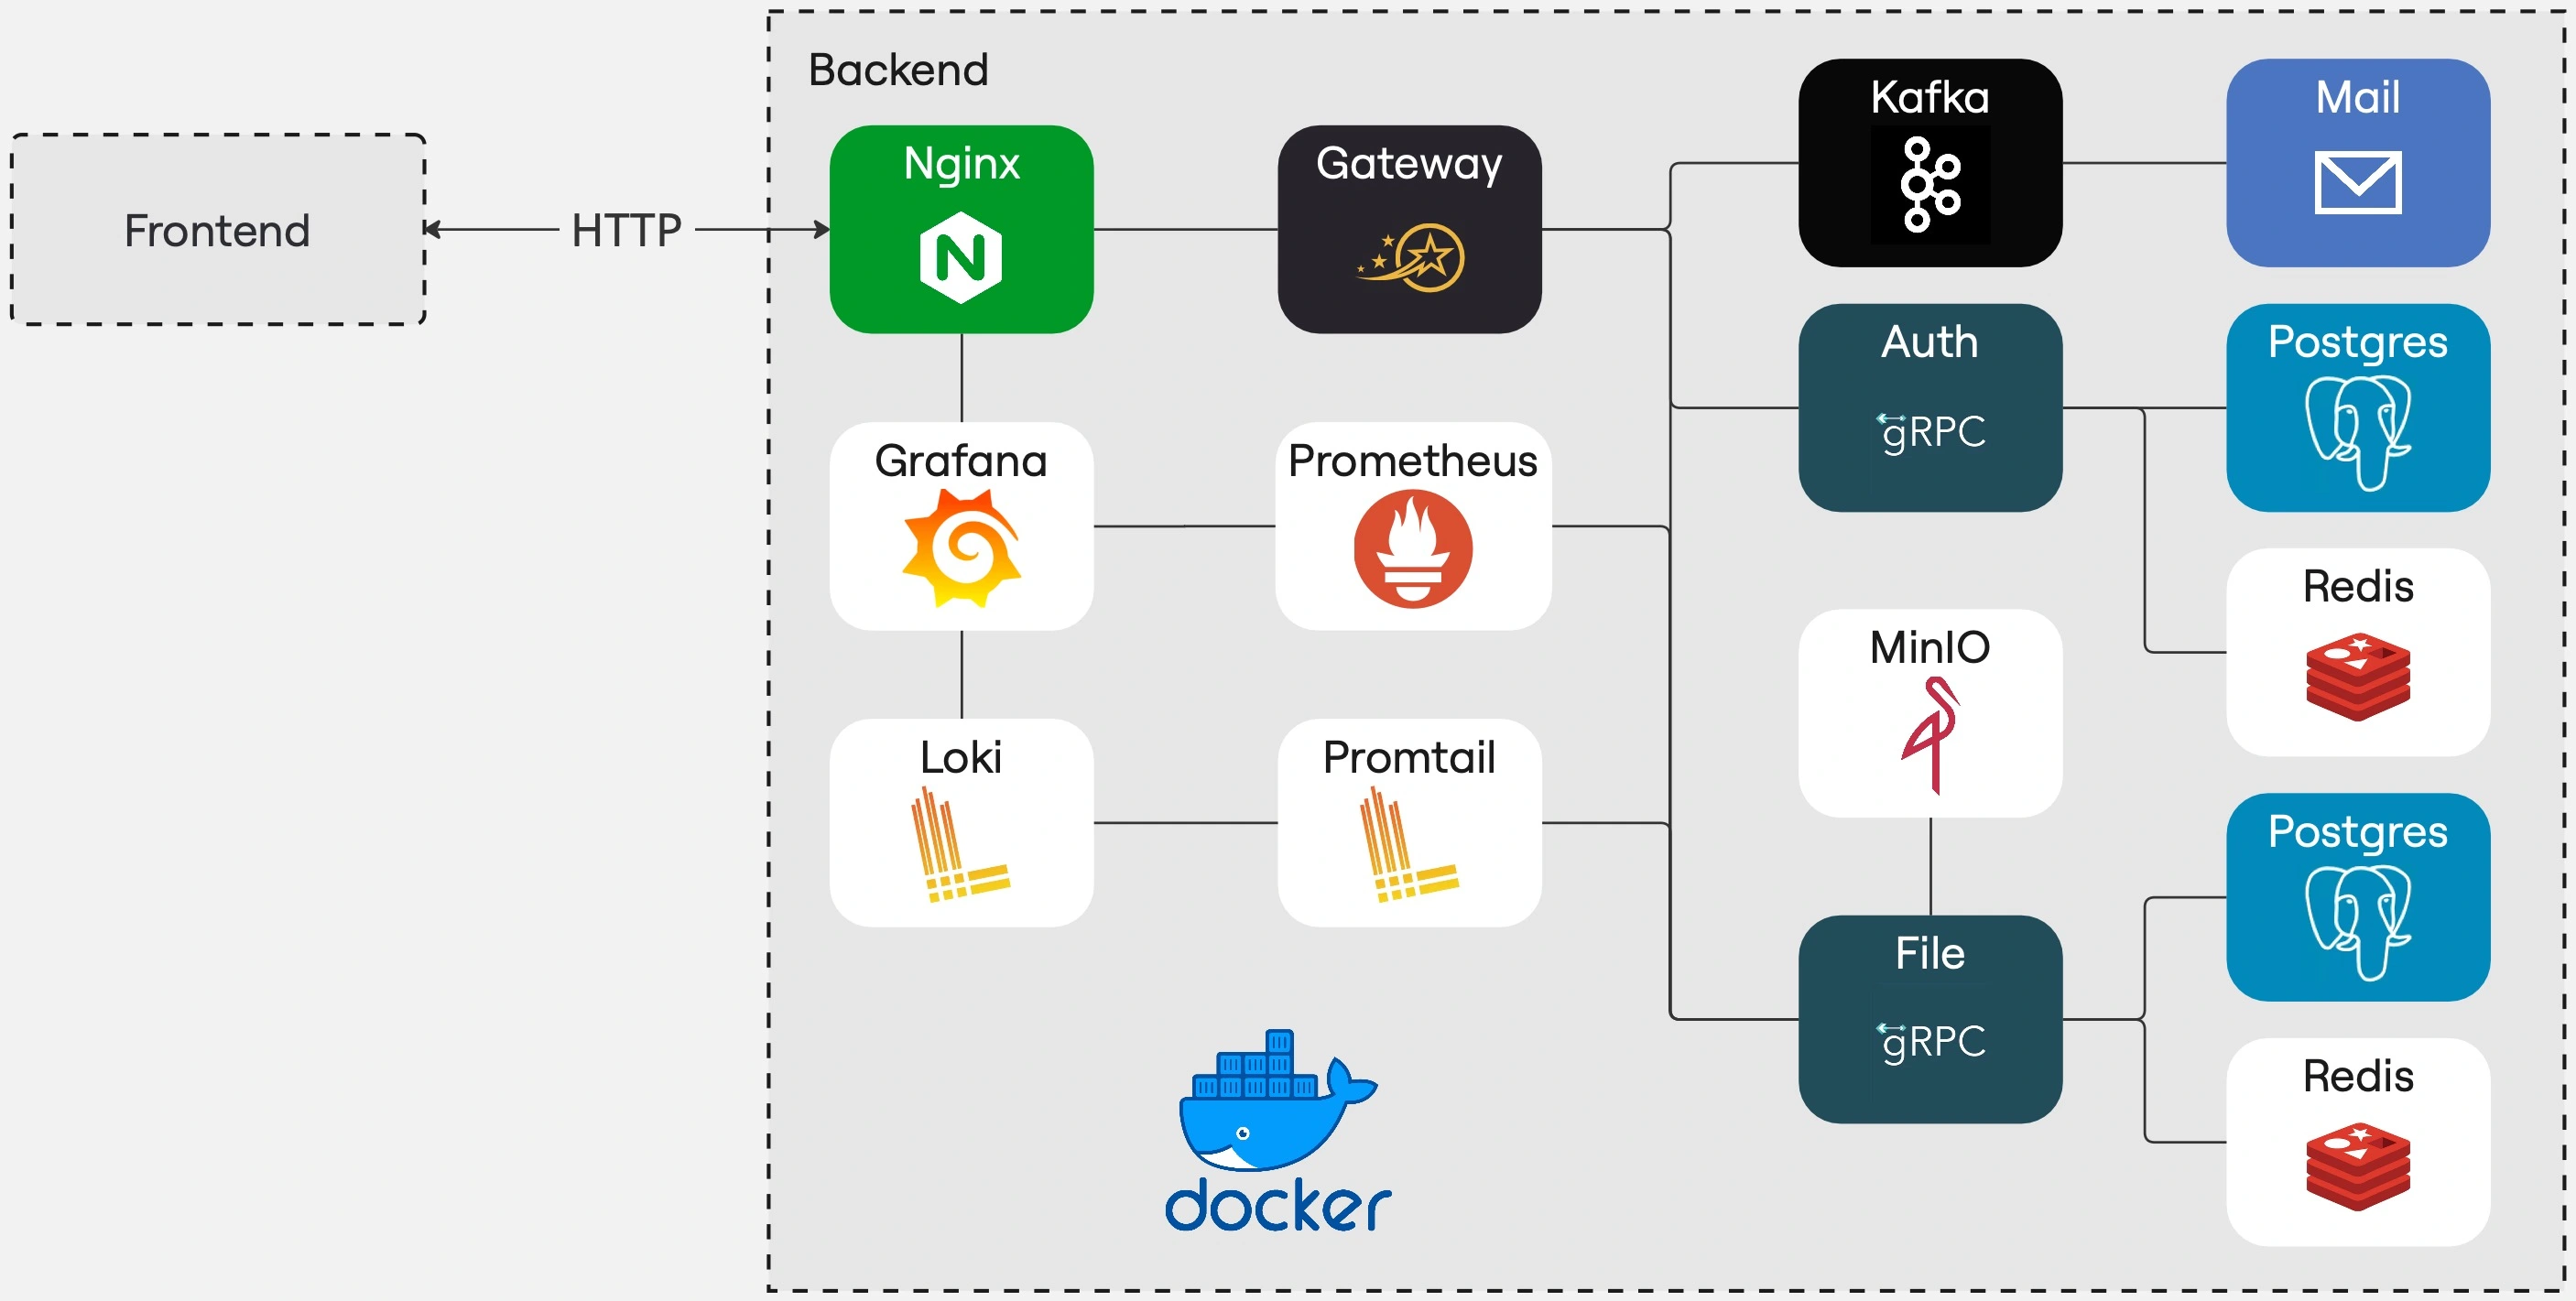 Backend
Frontend
HTTP
Nginx
Gateway
Kafka
Mail
Auth
gRPC
Postgres
Grafana
Prometheus
Redis
MinIO
Loki
Promtail
Postgres
File
gRPC
Redis
docker